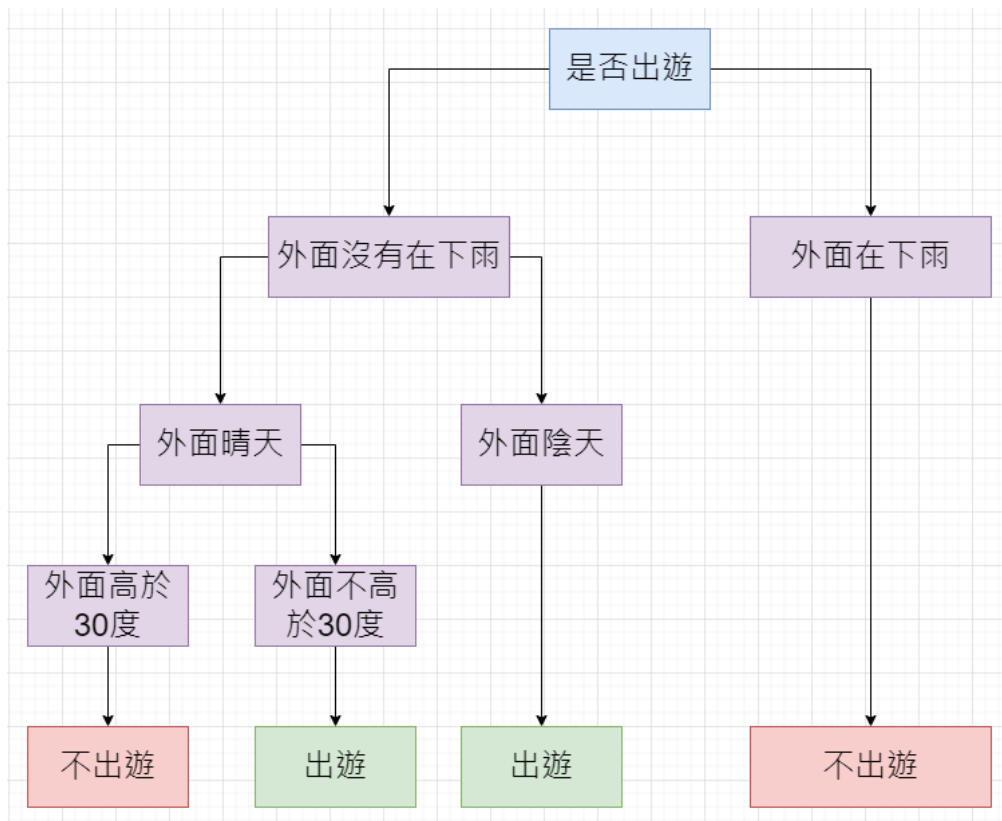 是否出遊
外面沒有在下雨
外面在下雨
外面晴天
外面陰天
外面高於
30度
外面不高
於30度
不出遊
出遊
出遊
不出遊